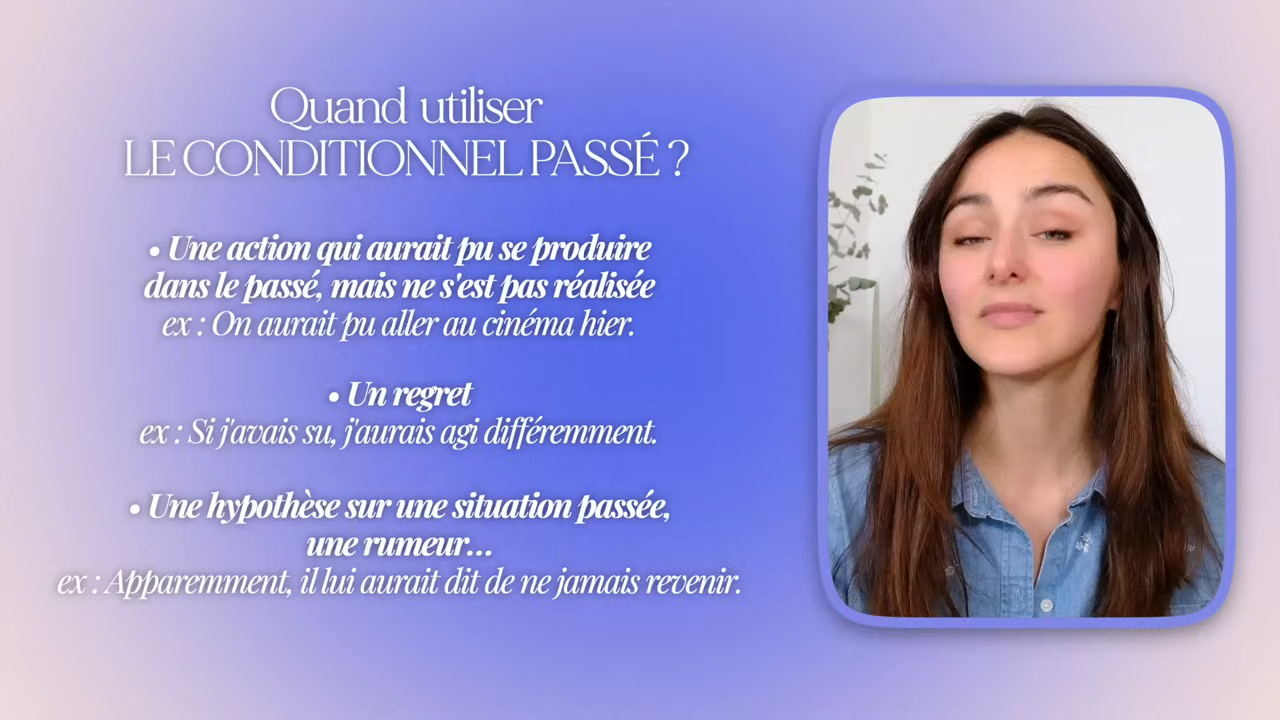 Quand utiliser
LE CONDITIONNEL PASSÉ ?
• Une action qui aurait pu se produire
dans le passé, mais ne s'est pas réalisée
ex : On aurait pu aller au cinéma hier.
• Un regret
ex : Si j'avais su, j'aurais agi différemment.
• Une hypothèse sur une situation passée,
une rumeur...
ex : Apparemment, il lui aurait dit de ne jamais revenir.